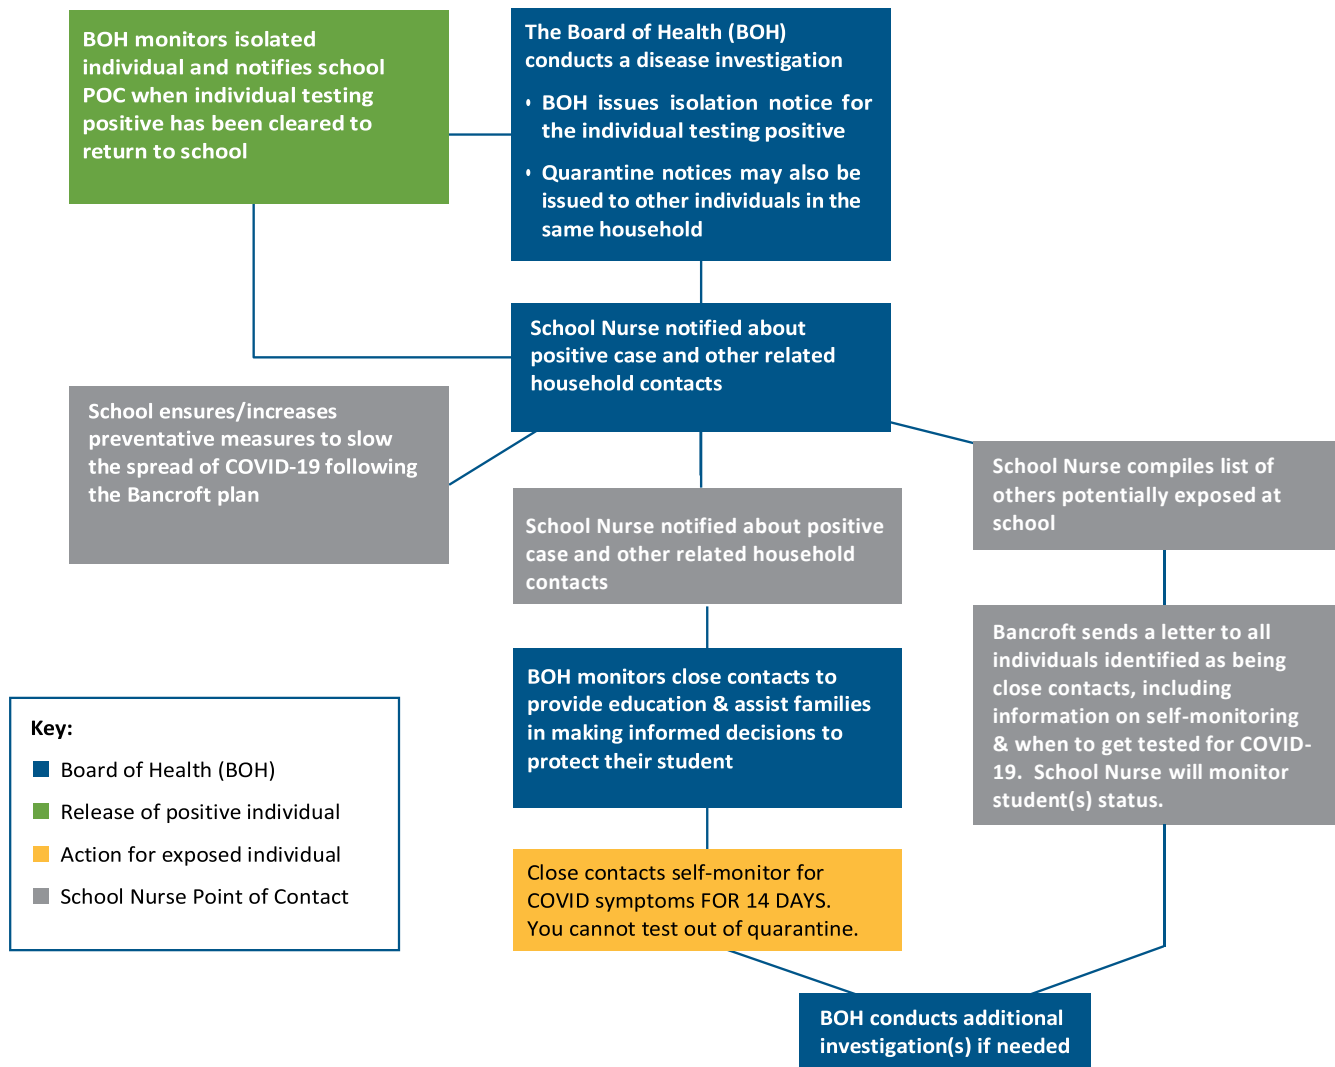 BOH monitors isolated
individual and notifies school
POC when individual testing
positive has been cleared to
return to school
The Board of Health (BOH)
conducts a disease investigation
• BOH issues isolation notice for
the individual testing positive
• Quarantine notices may also be
issued to other individuals in the
same household
School Nurse notified about
positive case and other related
household contacts
School ensures/increases
preventative measures to slow
the spread of COVID-19 following
the Bancroft plan
School Nurse notified about positive
case and other related household
contacts
School Nurse compiles list of
others potentially exposed at
school
BOH monitors close contacts to
provide education & assist families
in making informed decisions to
protect their student
Bancroft sends a letter to all
individuals identified as being
close contacts, including
information on self-monitoring
& when to get tested for COVID-
19. School Nurse will monitor
student(s) status.
Close contacts self-monitor for
COVID symptoms FOR 14 DAYS.
You cannot test out of quarantine.
BOH conducts additional
investigation(s) if needed
Key:
Board of Health (BOH)
Release of positive individual
Action for exposed individual
School Nurse Point of Contact